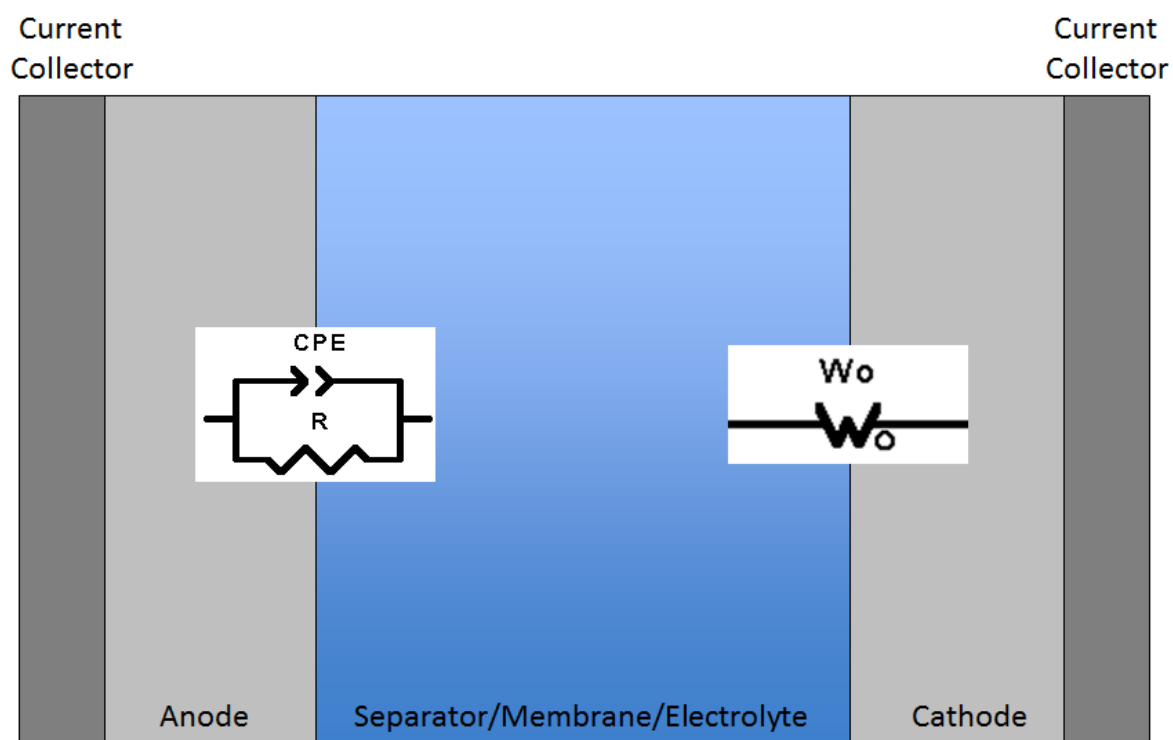 Current
Collector
Current
Collector
CPE
R
Wo
Wo
Anode
Separator/Membrane/Electrolyte
Cathode